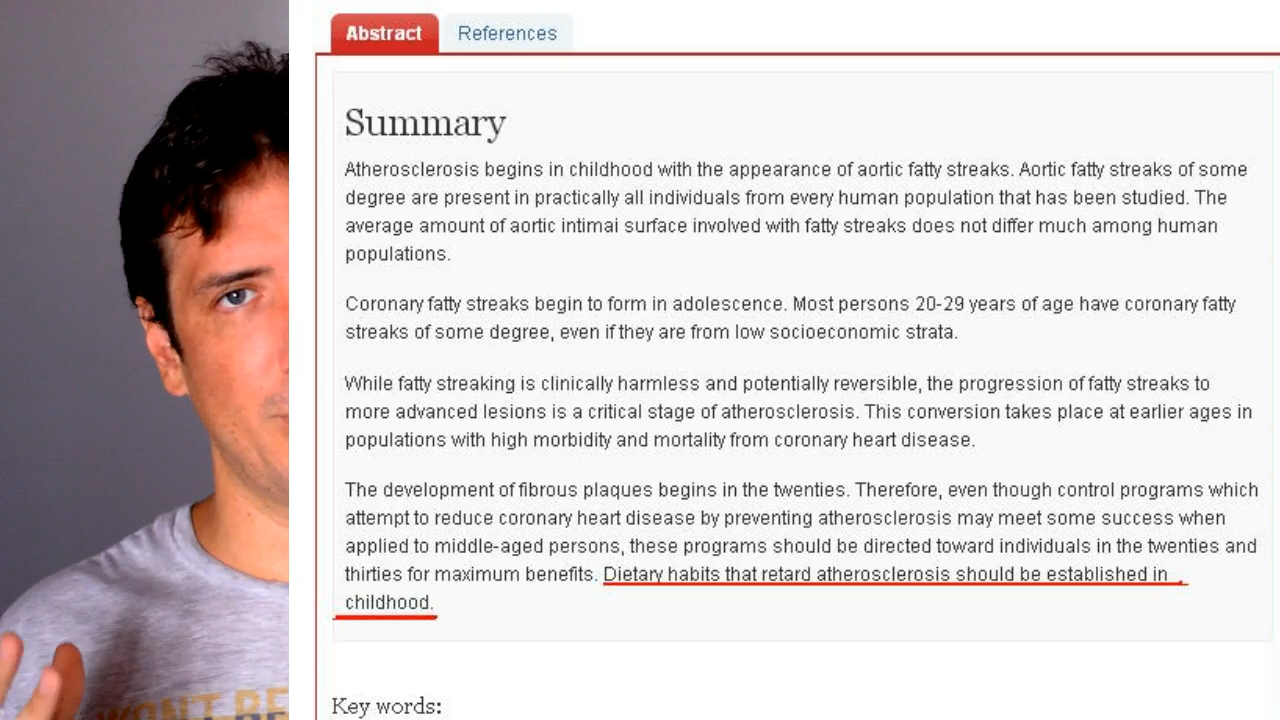 Abstract References
Summary
Atherosclerosis begins in childhood with the appearance of aortic fatty streaks. Aortic fatty streaks of some
degree are present in practically all individuals from every human population that has been studied. The
average amount of aortic intimai surface involved with fatty streaks does not differ much among human
populations.
Coronary fatty streaks begin to form in adolescence. Most persons 20-29 years of age have coronary fatty
streaks of some degree, even if they are from low socioeconomic strata.
While fatty streaking is clinically harmless and potentially reversible, the progression of fatty streaks to
more advanced lesions is a critical stage of atherosclerosis. This conversion takes place at earlier ages in
populations with high morbidity and mortality from coronary heart disease.
The development of fibrous plaques begins in the twenties. Therefore, even though control programs which
attempt to reduce coronary heart disease by preventing atherosclerosis may meet some success when
applied to middle-aged persons, these programs should be directed toward individuals in the twenties and
thirties for maximum benefits. Dietary habits that retard atherosclerosis should be established in
childhood.
Key words:
WON'T BE